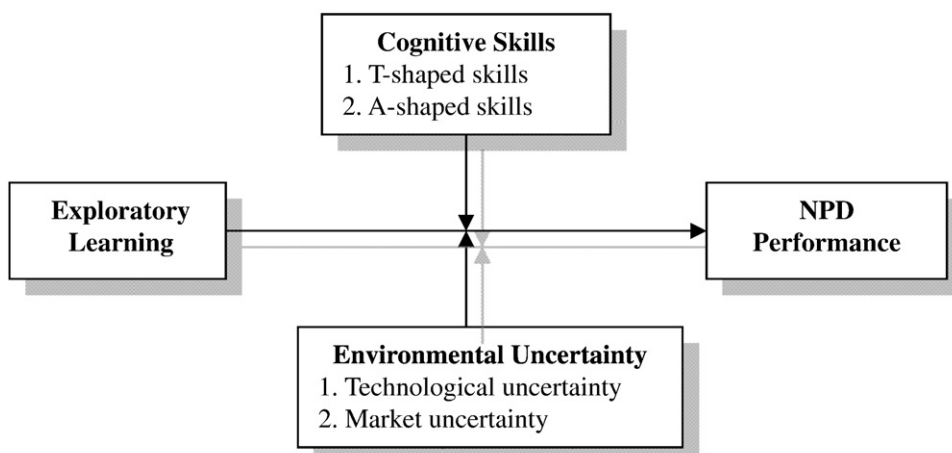 Cognitive Skills
1. T-shaped skills
2. A-shaped skills
Exploratory
Learning
NPD
Performance
Environmental Uncertainty
1. Technological uncertainty
2. Market uncertainty